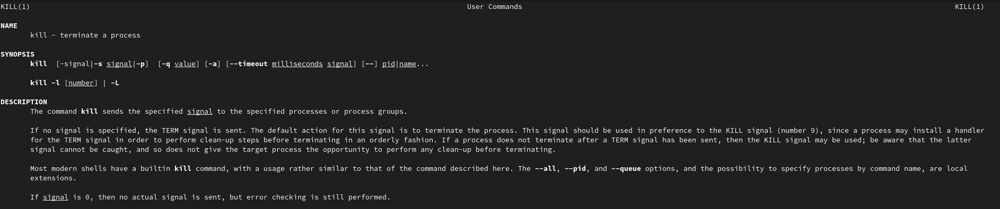 KILL(1) User Commands KILL(1)
NAME
kill - terminate a process
SYNOPSIS
kill [-signal|-s signal|-p] [-q value] [-a] [--timeout milliseconds signal] [--] pid|name...
kill -l [number] | -L
DESCRIPTION
The command kill sends the specified signal to the specified processes or process groups.
If no signal is specified, the TERM signal is sent. The default action for this signal is to terminate the process. This signal should be used in preference to the KILL signal (number 9), since a process may install a handler
for the TERM signal in order to perform clean-up steps before terminating in an orderly fashion. If a process does not terminate after a TERM signal has been sent, then the KILL signal may be used; be aware that the latter
signal cannot be caught, and so does not give the target process the opportunity to perform any clean-up before terminating.
Most modern shells have a builtin kill command, with a usage rather similar to that of the command described here. The --all, --pid, and --queue options, and the possibility to specify processes by command name, are local
extensions.
If signal is 0, then no actual signal is sent, but error checking is still performed.